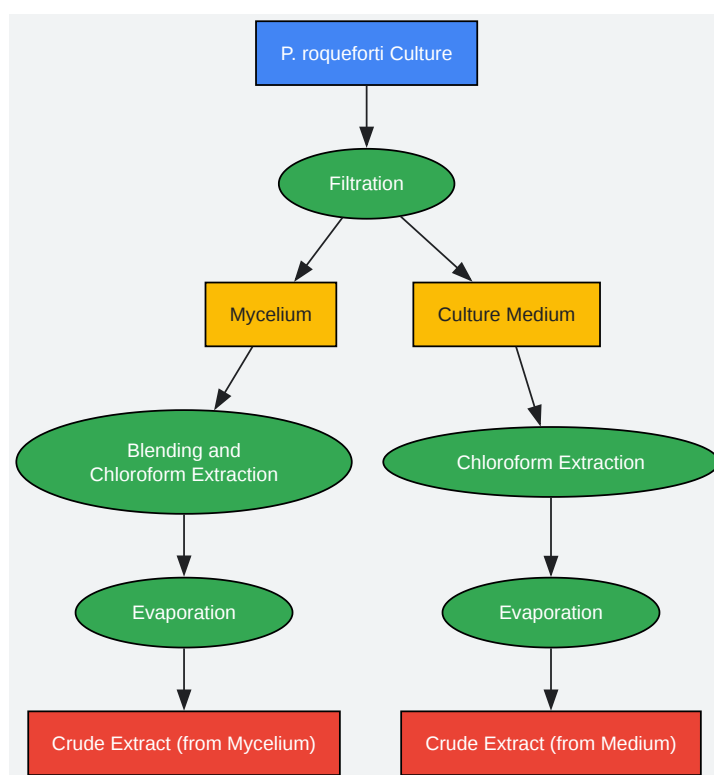 P. roqueforti Culture
Filtration
Mycelium
Culture Medium
Blending and
Chloroform Extraction
Chloroform Extraction
Evaporation
Evaporation
Crude Extract (from Mycelium)
Crude Extract (from Medium)